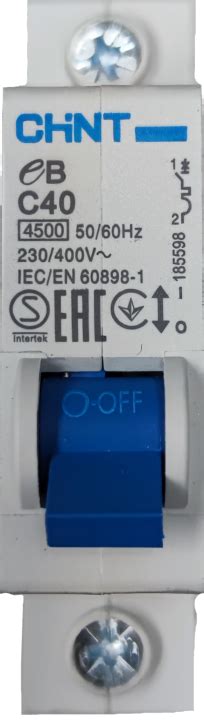 CHNT
eB
C40
4500 50/60Hz
230/400V~
IEC/EN 60898-1
S
Intertek
EAC
1
2
185598
I
O
O-OFF